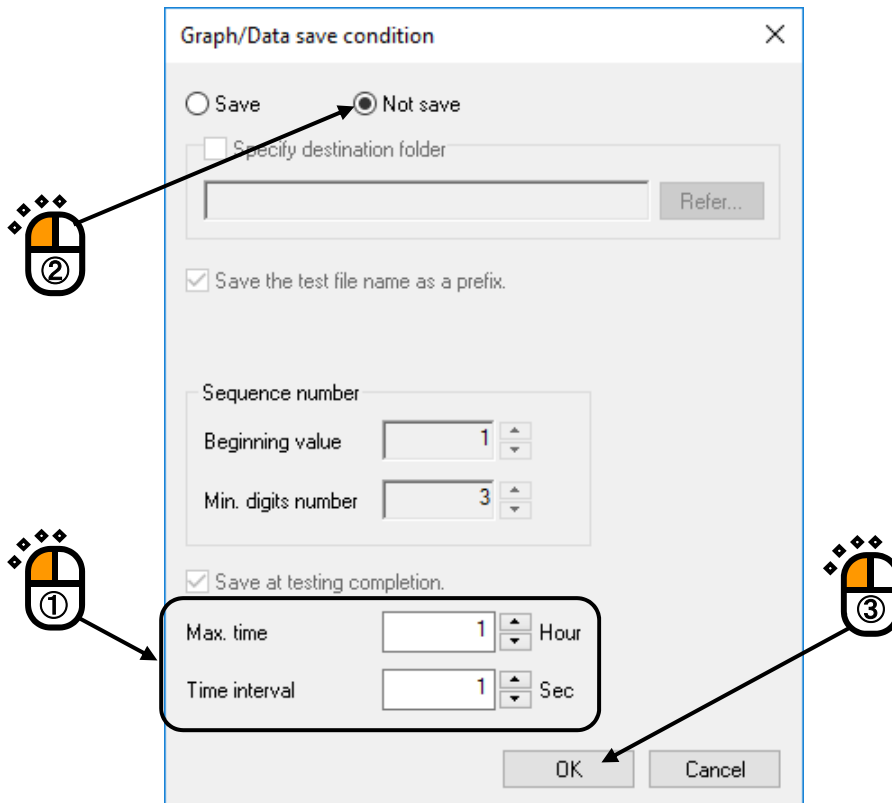 Graph/Data save condition
Save Not save
Specify destination folder
Refer...
②
Save the test file name as a prefix.
Sequence number
Beginning value 1
Min. digits number 3
Save at testing completion.
①
③
Max. time 1 Hour
Time interval 1 Sec
OK Cancel